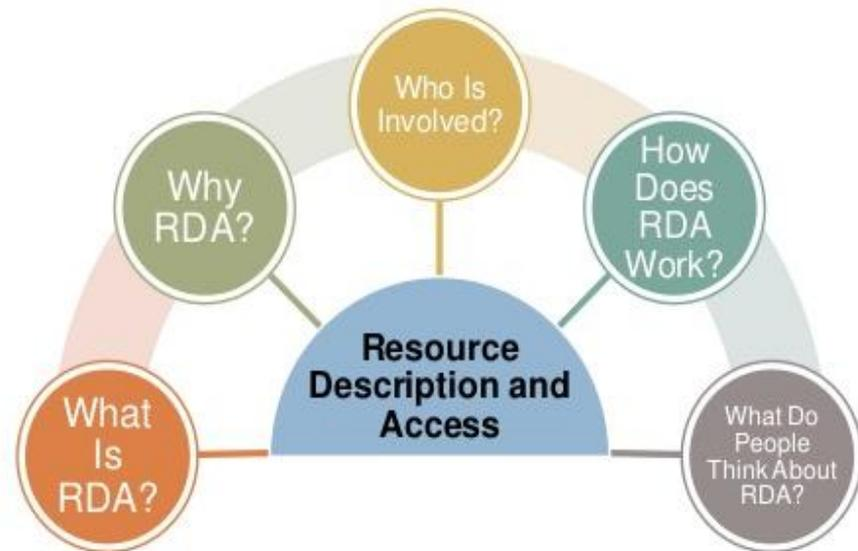 What
Is
RDA?
Why
RDA?
Who Is
Involved?
How
Does
RDA
Work?
What Do
People
Think About
RDA?
Resource
Description and
Access